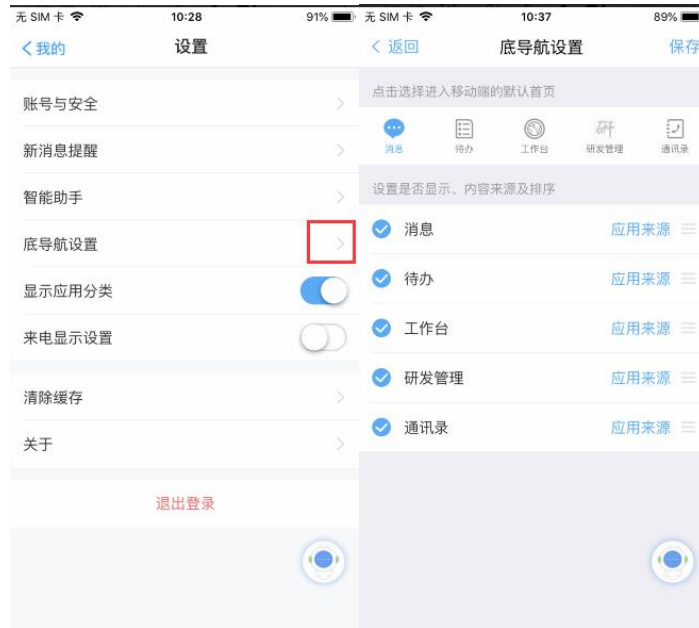 无 SIM 卡
10:28
91%
我的
设置
账号与安全
新消息提醒
智能助手
底导航设置
显示应用分类
来电显示设置
清除缓存
关于
退出登录
无 SIM 卡
10:37
89%
返回
底导航设置
保存
点击选择进入移动端的默认首页
研
消息
待办
工作台
研发管理
通讯录
设置是否显示、内容来源及排序
消息
应用来源
待办
应用来源
工作台
应用来源
研发管理
应用来源
通讯录
应用来源